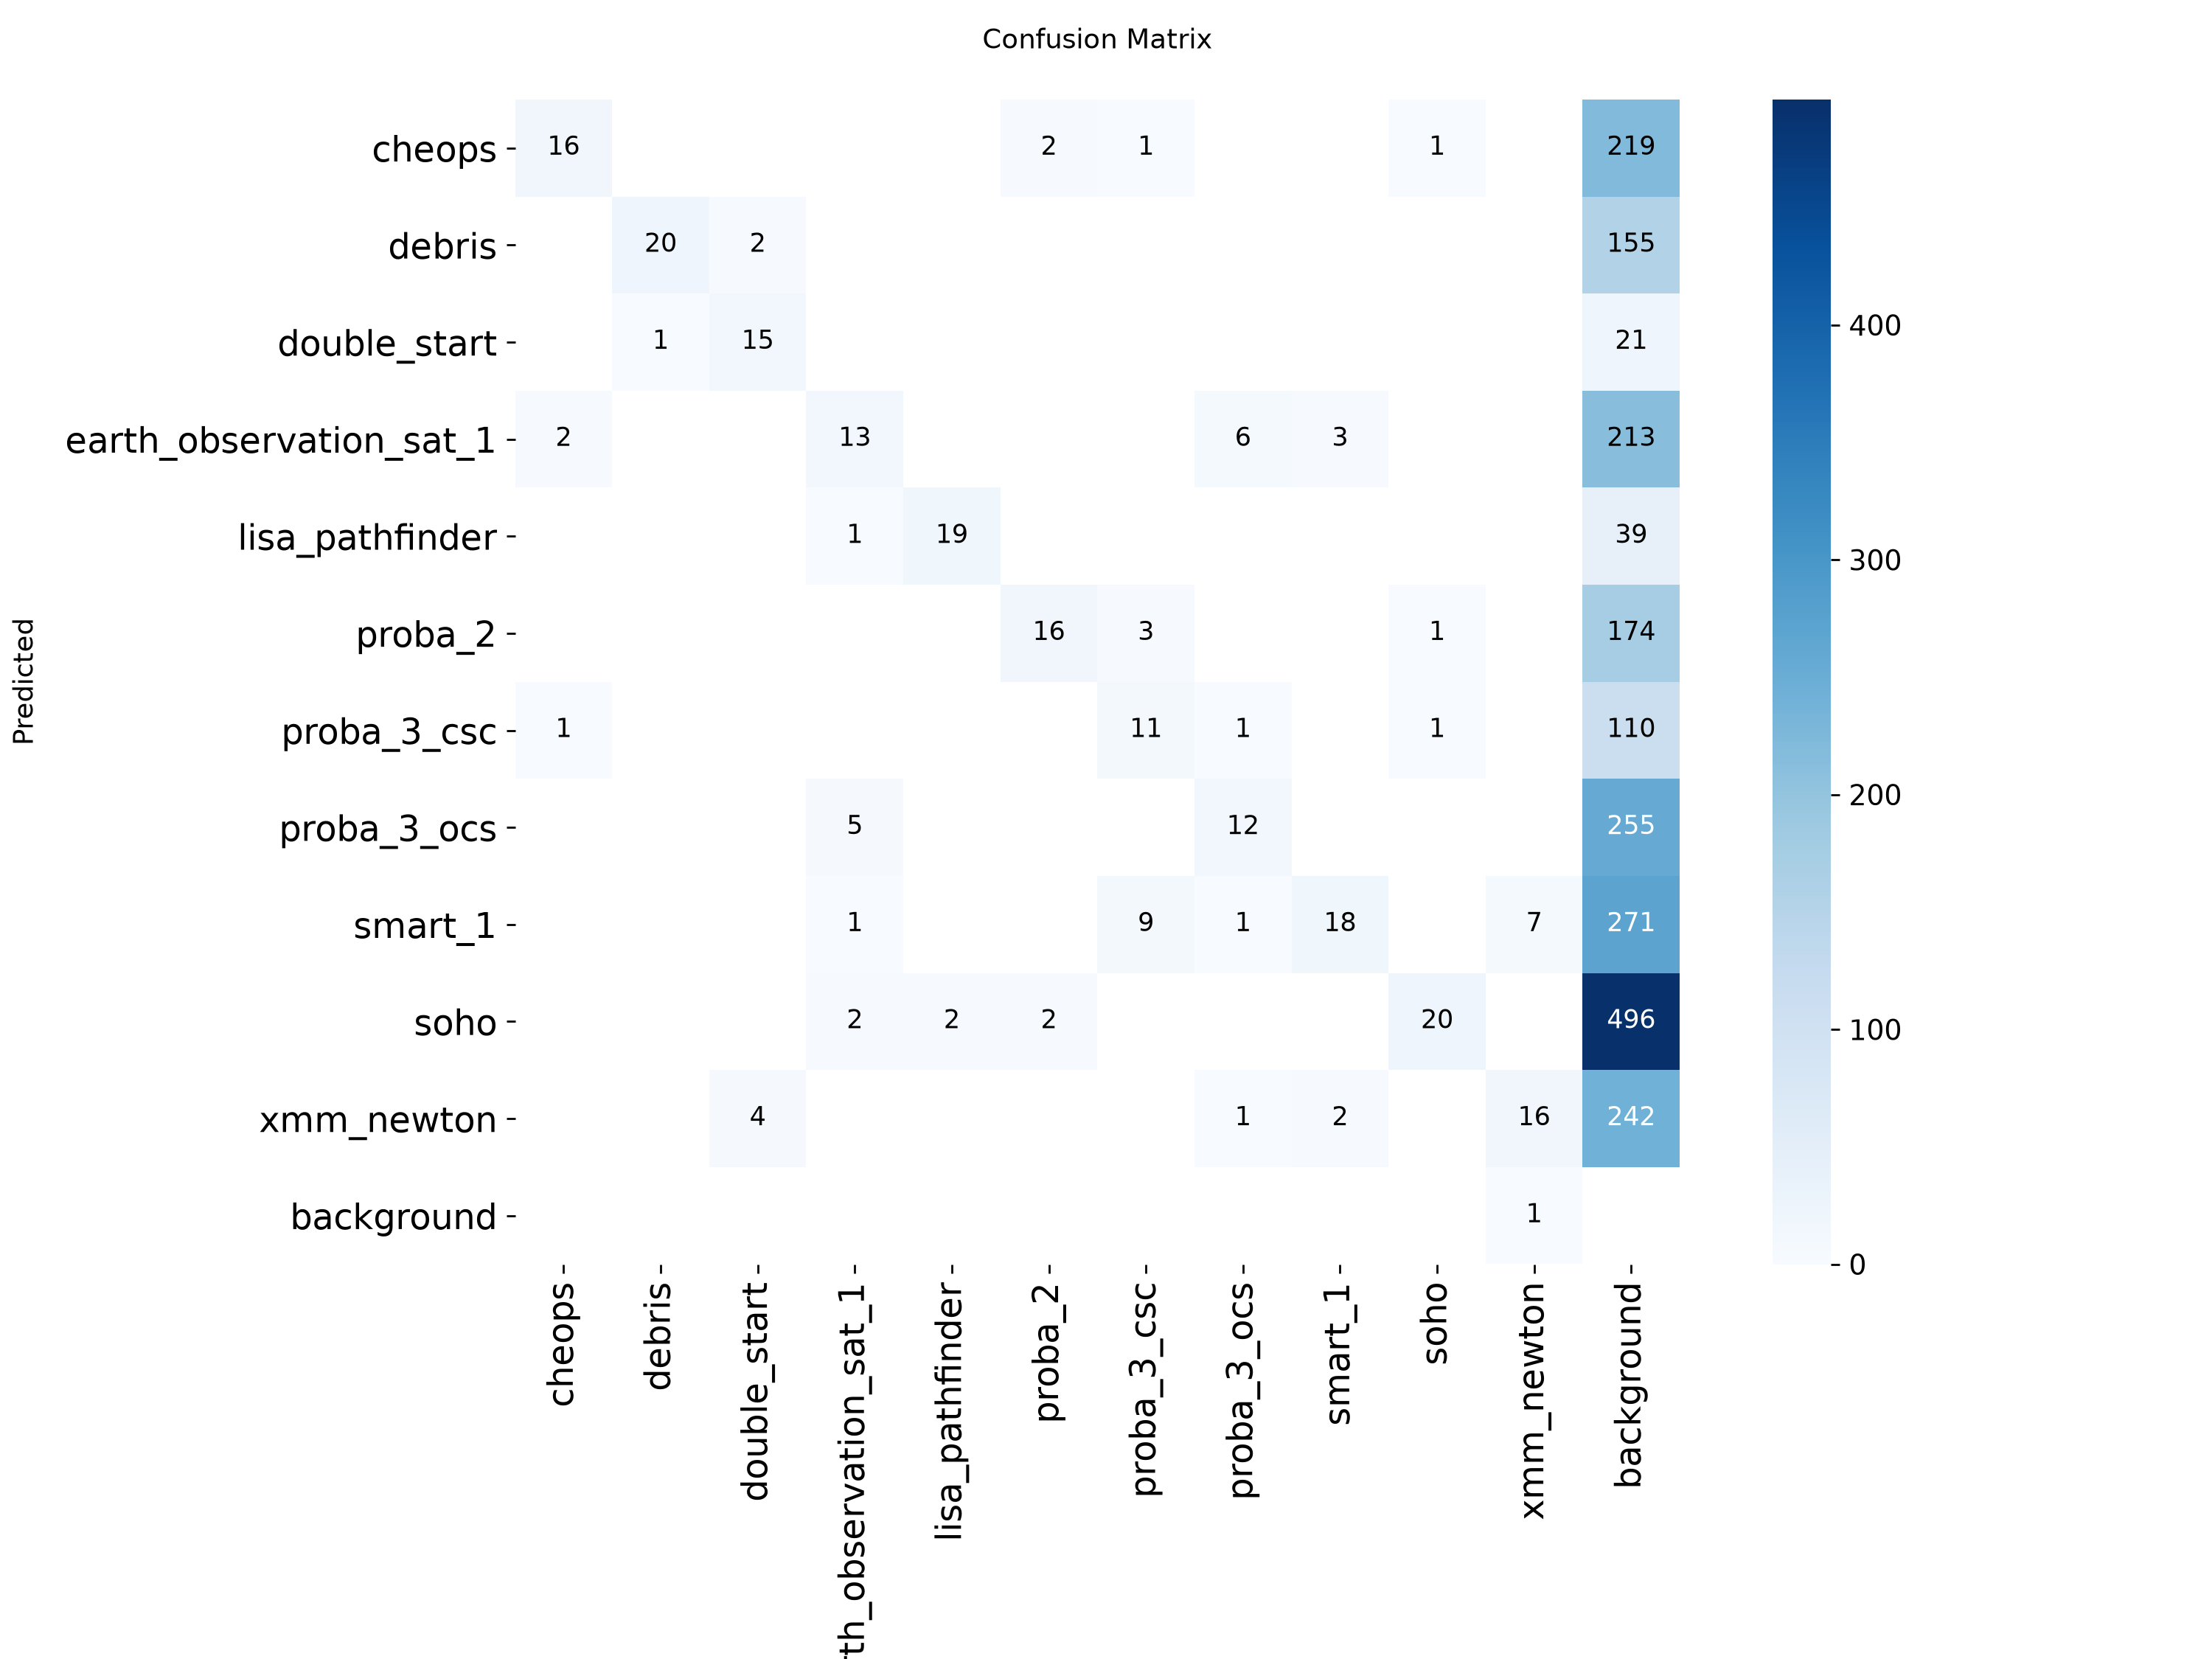 Confusion Matrix
Predicted
cheops 16 2 1 1 219
debris 20 2 155
double_start 1 15 21
earth_observation_sat_1 2 13 6 3 213
lisa_pathfinder 1 19 39
proba_2 16 3 1 174
proba_3_csc 1 11 1 1 110
proba_3_ocs 5 12 255
smart_1 1 9 1 18 7 271
soho 2 2 2 20 496
xmm_newton 4 1 2 16 242
background 1
cheops
debris
double_start
rth_observation_sat_1
lisa_pathfinder
proba_2
proba_3_csc
proba_3_ocs
smart_1
soho
xmm_newton
background
400
300
200
100
0